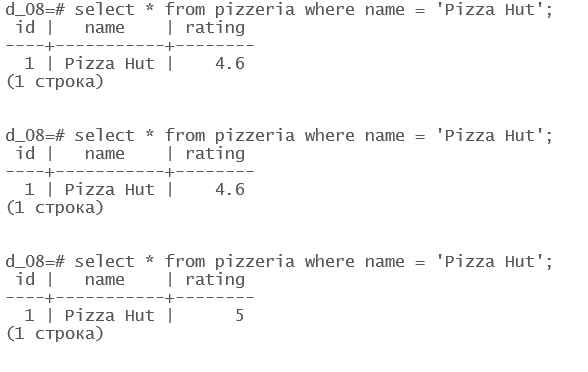 d_08=# select * from pizzeria where name = 'Pizza Hut';
 id |   name    | rating
----+-----------+--------
  1 | Pizza Hut |    4.6
(1 строка)
d_08=# select * from pizzeria where name = 'Pizza Hut';
 id |   name    | rating
----+-----------+--------
  1 | Pizza Hut |    4.6
(1 строка)
d_08=# select * from pizzeria where name = 'Pizza Hut';
 id |   name    | rating
----+-----------+--------
  1 | Pizza Hut |      5
(1 строка)